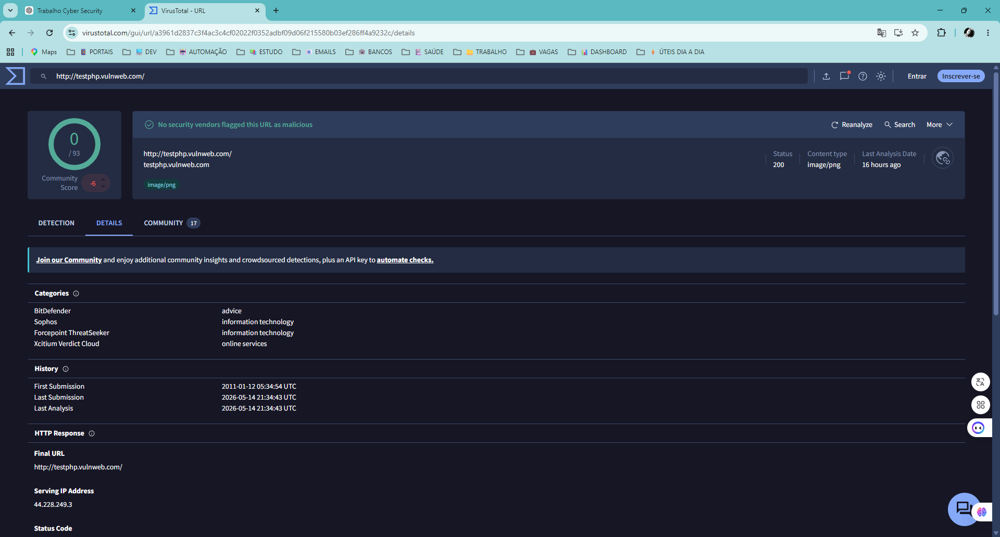 Trabalho Cyber Security
VirusTotal - URL
virustotal.com/gui/url/a3961d2837c3f4ac3c4cf02022f0352adbf09d06f215580b03ef286ff4a9232c/details
Maps PORTAIS DEV AUTOMAÇÃO ESTUDO EMAILS BANCOS SAÚDE TRABALHO VAGAS DASHBOARD ÚTEIS DIA A DIA
http://testphp.vulnweb.com/
Entrar
Inscrever-se
0
/ 93
Community
Score
-6
No security vendors flagged this URL as malicious
Reanalyze
Search
More
http://testphp.vulnweb.com/
testphp.vulnweb.com
image/png
Status
200
Content type
image/png
Last Analysis Date
16 hours ago
DETECTION
DETAILS
COMMUNITY 17
Join our Community and enjoy additional community insights and crowdsourced detections, plus an API key to automate checks.
Categories
BitDefender advice
Sophos information technology
Forcepoint ThreatSeeker information technology
Xcitium Verdict Cloud online services
History
First Submission 2011-01-12 05:34:54 UTC
Last Submission 2026-05-14 21:34:43 UTC
Last Analysis 2026-05-14 21:34:43 UTC
HTTP Response
Final URL
http://testphp.vulnweb.com/
Serving IP Address
44.228.249.3
Status Code